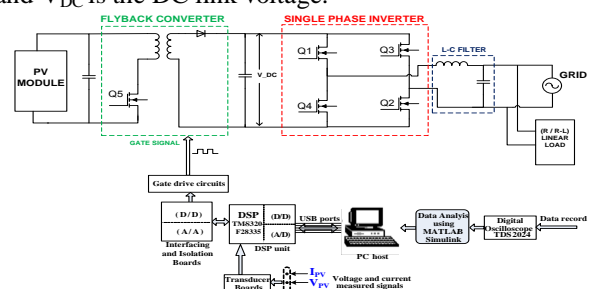 and V_DC is the DC link voltage.
FLYBACK CONVERTER
SINGLE PHASE INVERTER
L-C FILTER
GRID
PV
MODULE
Q5
V_DC
Q1
Q3
Q4
Q2
(R / R-L)
LINEAR
LOAD
GATE SIGNAL
Gate drive circuits
(D/D)
(A/A)
Interfacing
and Isolation
Boards
DSP
TMS320
F28335
(D/D)
(A/D)
DSP unit
USB ports
PC host
Data Analyis
using
MATLAB
Simulink
Digital
Oscilloscope
TDS2024
Data record
Transducer
Boards
I_PV
V_PV
Voltage and current
measured signals